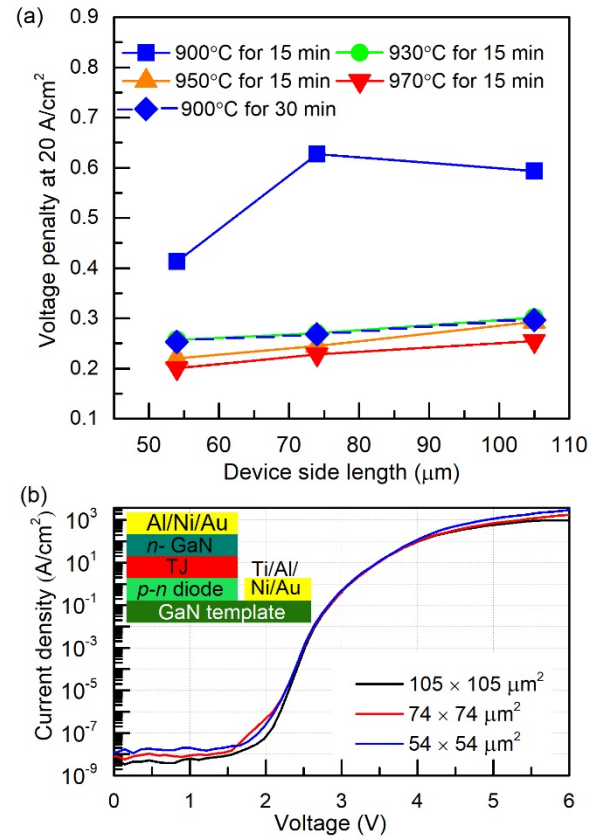 (a)
0.9
0.8
0.7
0.6
0.5
0.4
0.3
0.2
0.1
Voltage penalty at 20 A/cm²
900°C for 15 min
930°C for 15 min
950°C for 15 min
970°C for 15 min
900°C for 30 min
50 60 70 80 90 100 110
Device side length (μm)
(b)
10³
10¹
10⁻¹
10⁻³
10⁻⁵
10⁻⁷
10⁻⁹
Current density (A/cm²)
Al/Ni/Au
n- GaN
TJ
Ti/Al/
p-n diode
Ni/Au
GaN template
105 × 105 μm²
74 × 74 μm²
54 × 54 μm²
0 1 2 3 4 5 6
Voltage (V)